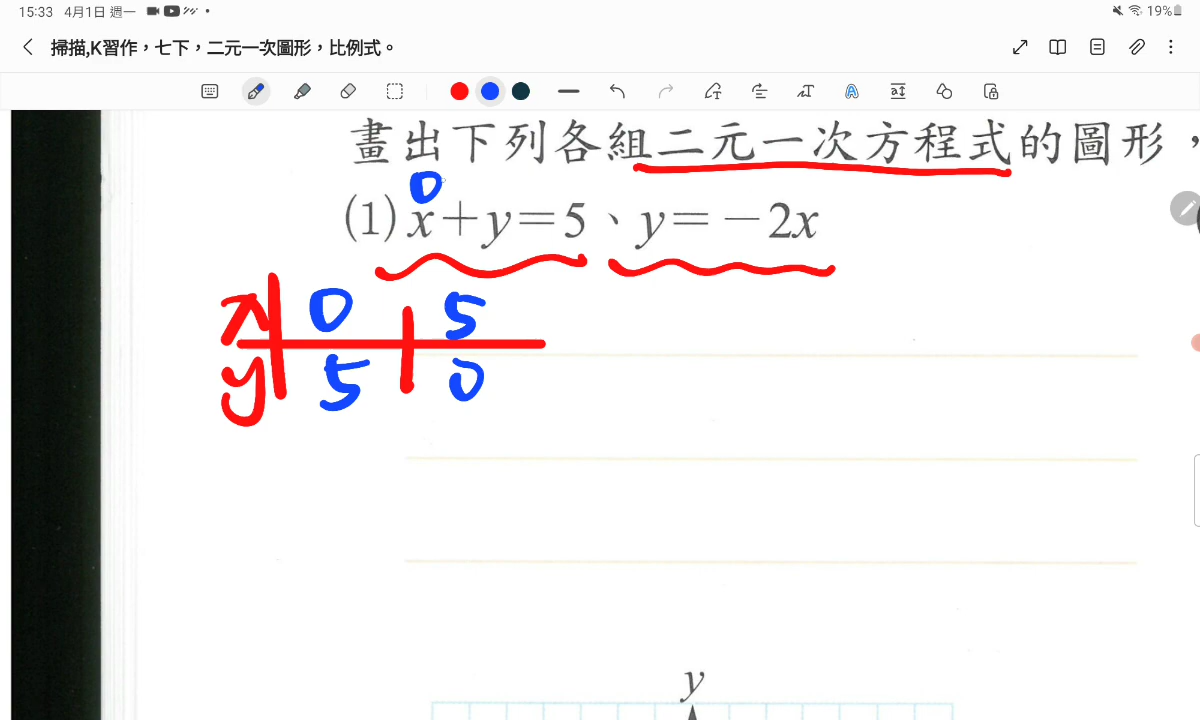 15:33 4月1日 週一 19%
掃描,K習作，七下，二元一次圖形，比例式。
畫出下列各組二元一次方程式的圖形，
0
(1) x+y=5、y=−2x
x 0 5
y 5 0
y